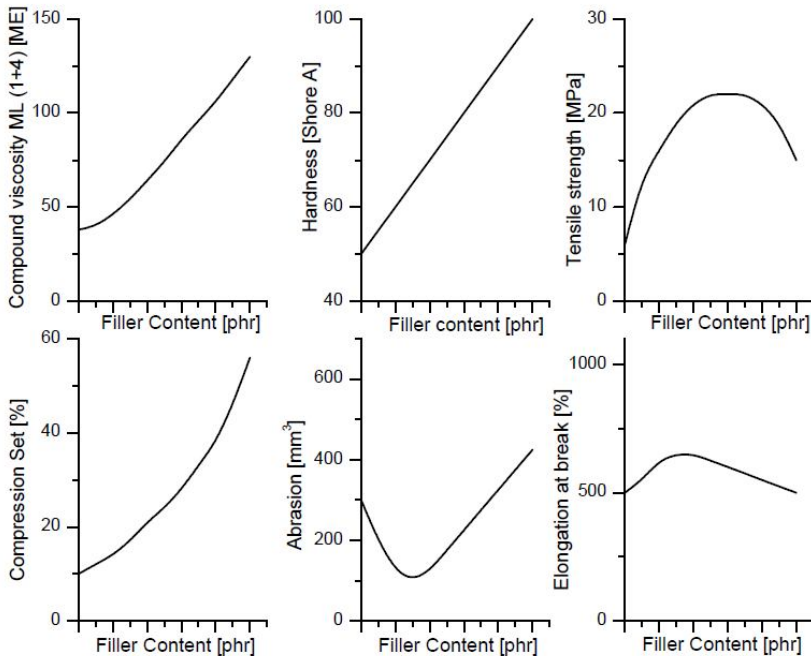 Compound viscosity ML (1+4) [ME]
150
100
50
0
Filler Content [phr]
Hardness [Shore A]
100
80
60
40
Filler content [phr]
Tensile strength [MPa]
30
20
10
0
Filler Content [phr]
Compression Set [%]
60
40
20
0
Filler Content [phr]
Abrasion [mm³]
600
400
200
0
Filler Content [phr]
Elongation at break [%]
1000
500
0
Filler Content [phr]